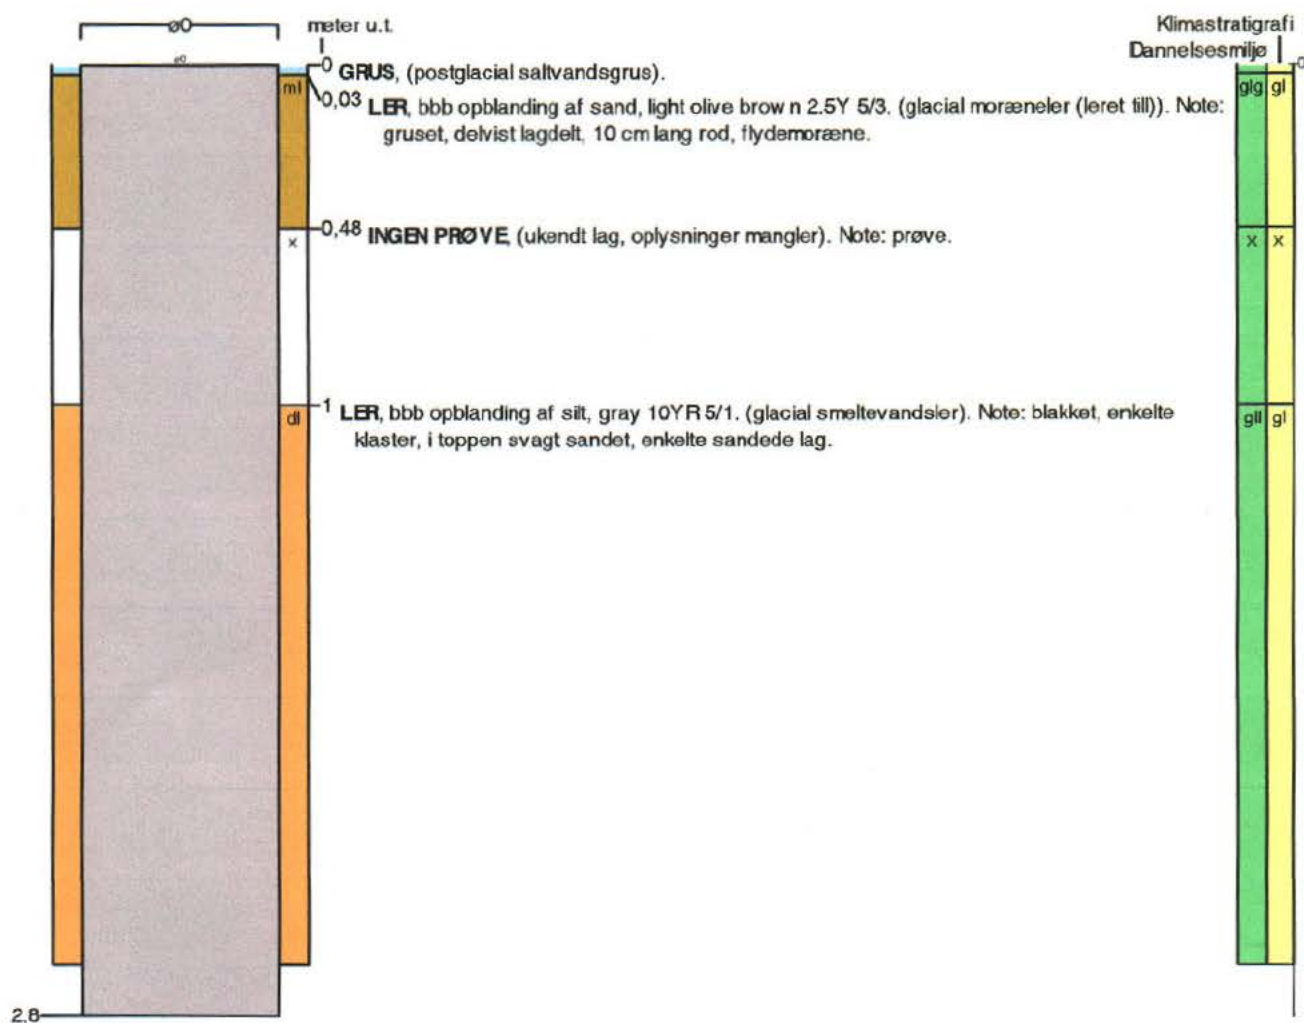 ø0
meter u.t.
Klimastratigrafi
Dannelsesmiljø
ø0
0 GRUS, (postglacial saltvandsgrus).
0
ml
glg gl
0,03 LER, bbb opblanding af sand, light olive brown 2.5Y 5/3. (glacial moræneler (leret till)). Note:
gruset, delvist lagdelt, 10 cm lang rod, flydemoræne.
0,48 INGEN PRØVE, (ukendt lag, oplysninger mangler). Note: prøve.
x
x x
1 LER, bbb opblanding af silt, gray 10YR 5/1. (glacial smeltevandsler). Note: blakket, enkelte
dl
gll gl
klaster, i toppen svagt sandet, enkelte sandede lag.
2,8